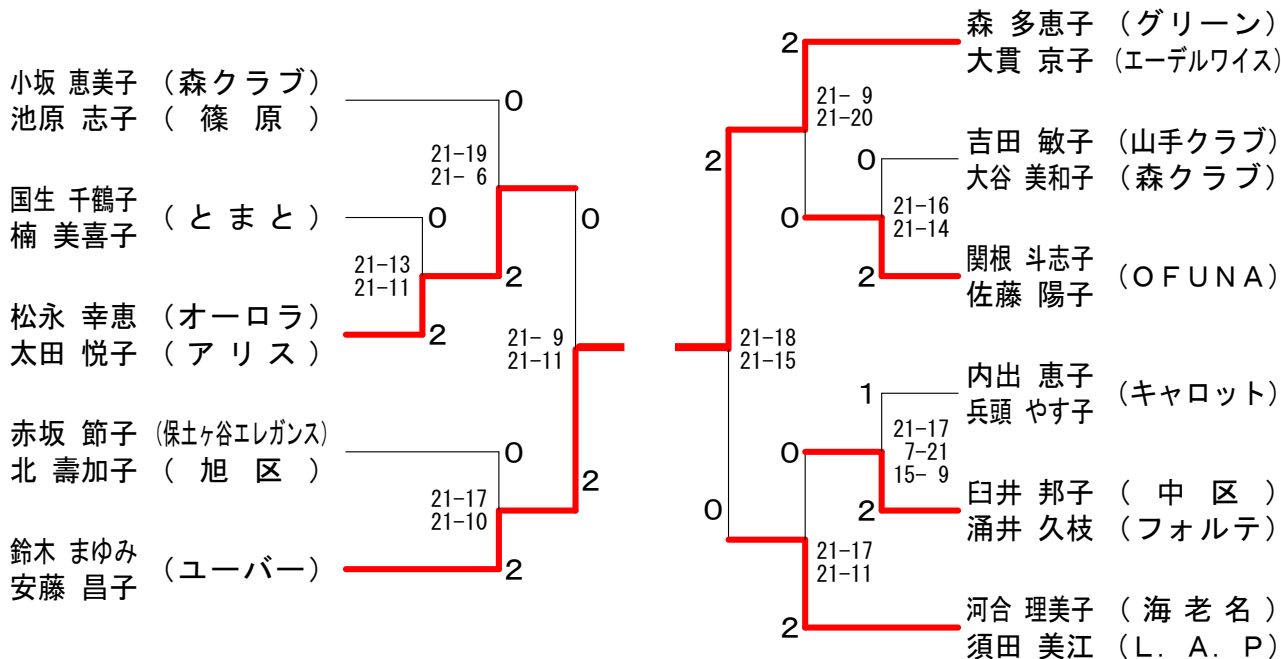 小坂 恵美子 (森クラブ)
池原 志子 ( 篠 原 )
0
21-19
21- 6
国生 千鶴子
楠 美喜子
(とまと)
0
21-13
21-11
2
松永 幸恵 (オーロラ)
太田 悦子 (アリス)
2
0
21- 9
21-11
赤坂 節子 (保土ヶ谷エレガンス)
北 壽加子 ( 旭 区 )
0
21-17
21-10
2
鈴木 まゆみ
安藤 昌子
(ユーバー)
2
森 多恵子 (グリーン)
大貫 京子 (エーデルワイス)
2
21- 9
21-20
2
吉田 敏子 (山手クラブ)
大谷 美和子 (森クラブ)
0
21-16
21-14
0
関根 斗志子
佐藤 陽子
(OFUNA)
2
21-18
21-15
内出 恵子
兵頭 やす子
(キャロット)
1
21-17
7-21
15- 9
0
臼井 邦子 ( 中 区 )
涌井 久枝 (フォルテ)
2
0
21-17
21-11
河合 理美子 (海老名)
須田 美江 (L. A. P)
2